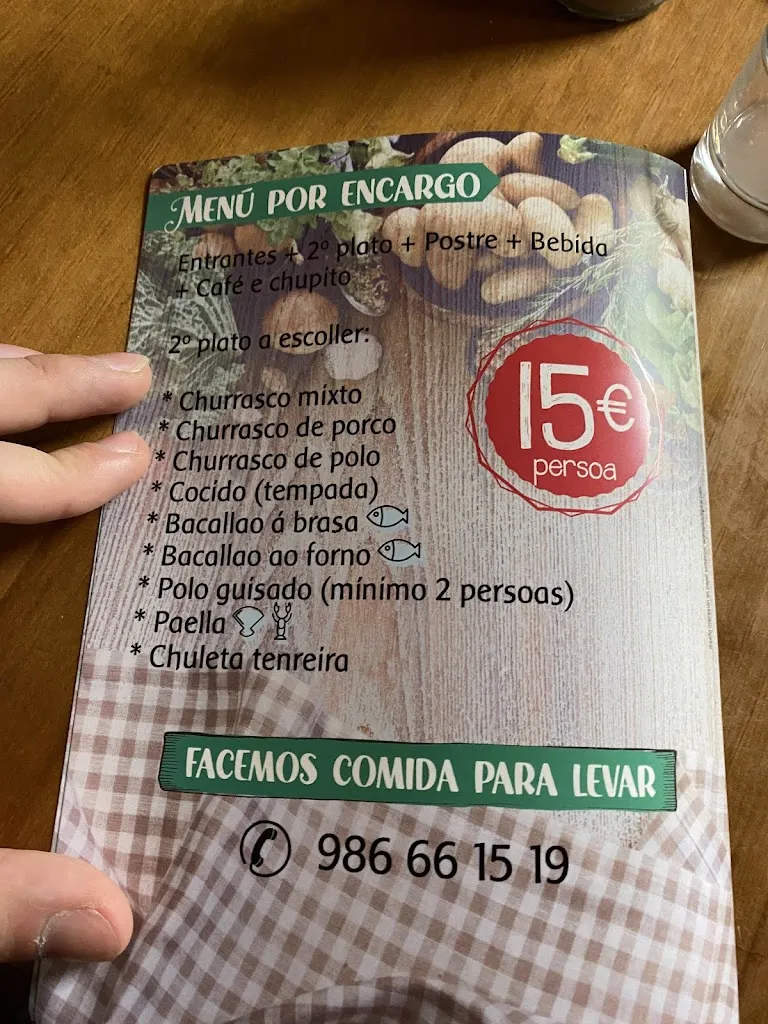 MENÚ POR ENCARGO
Entrantes + 2º plato + Postre + Bebida
+ Café e chupito
2º plato a escoller:
* Churrasco mixto
* Churrasco de porco
* Churrasco de polo
* Cocido (tempada)
* Bacallao á brasa
* Bacallao ao forno
* Polo guisado (mínimo 2 persoas)
* Paella
* Chuleta tenreira
15€
persoa
FACEMOS COMIDA PARA LEVAR
986 66 15 19